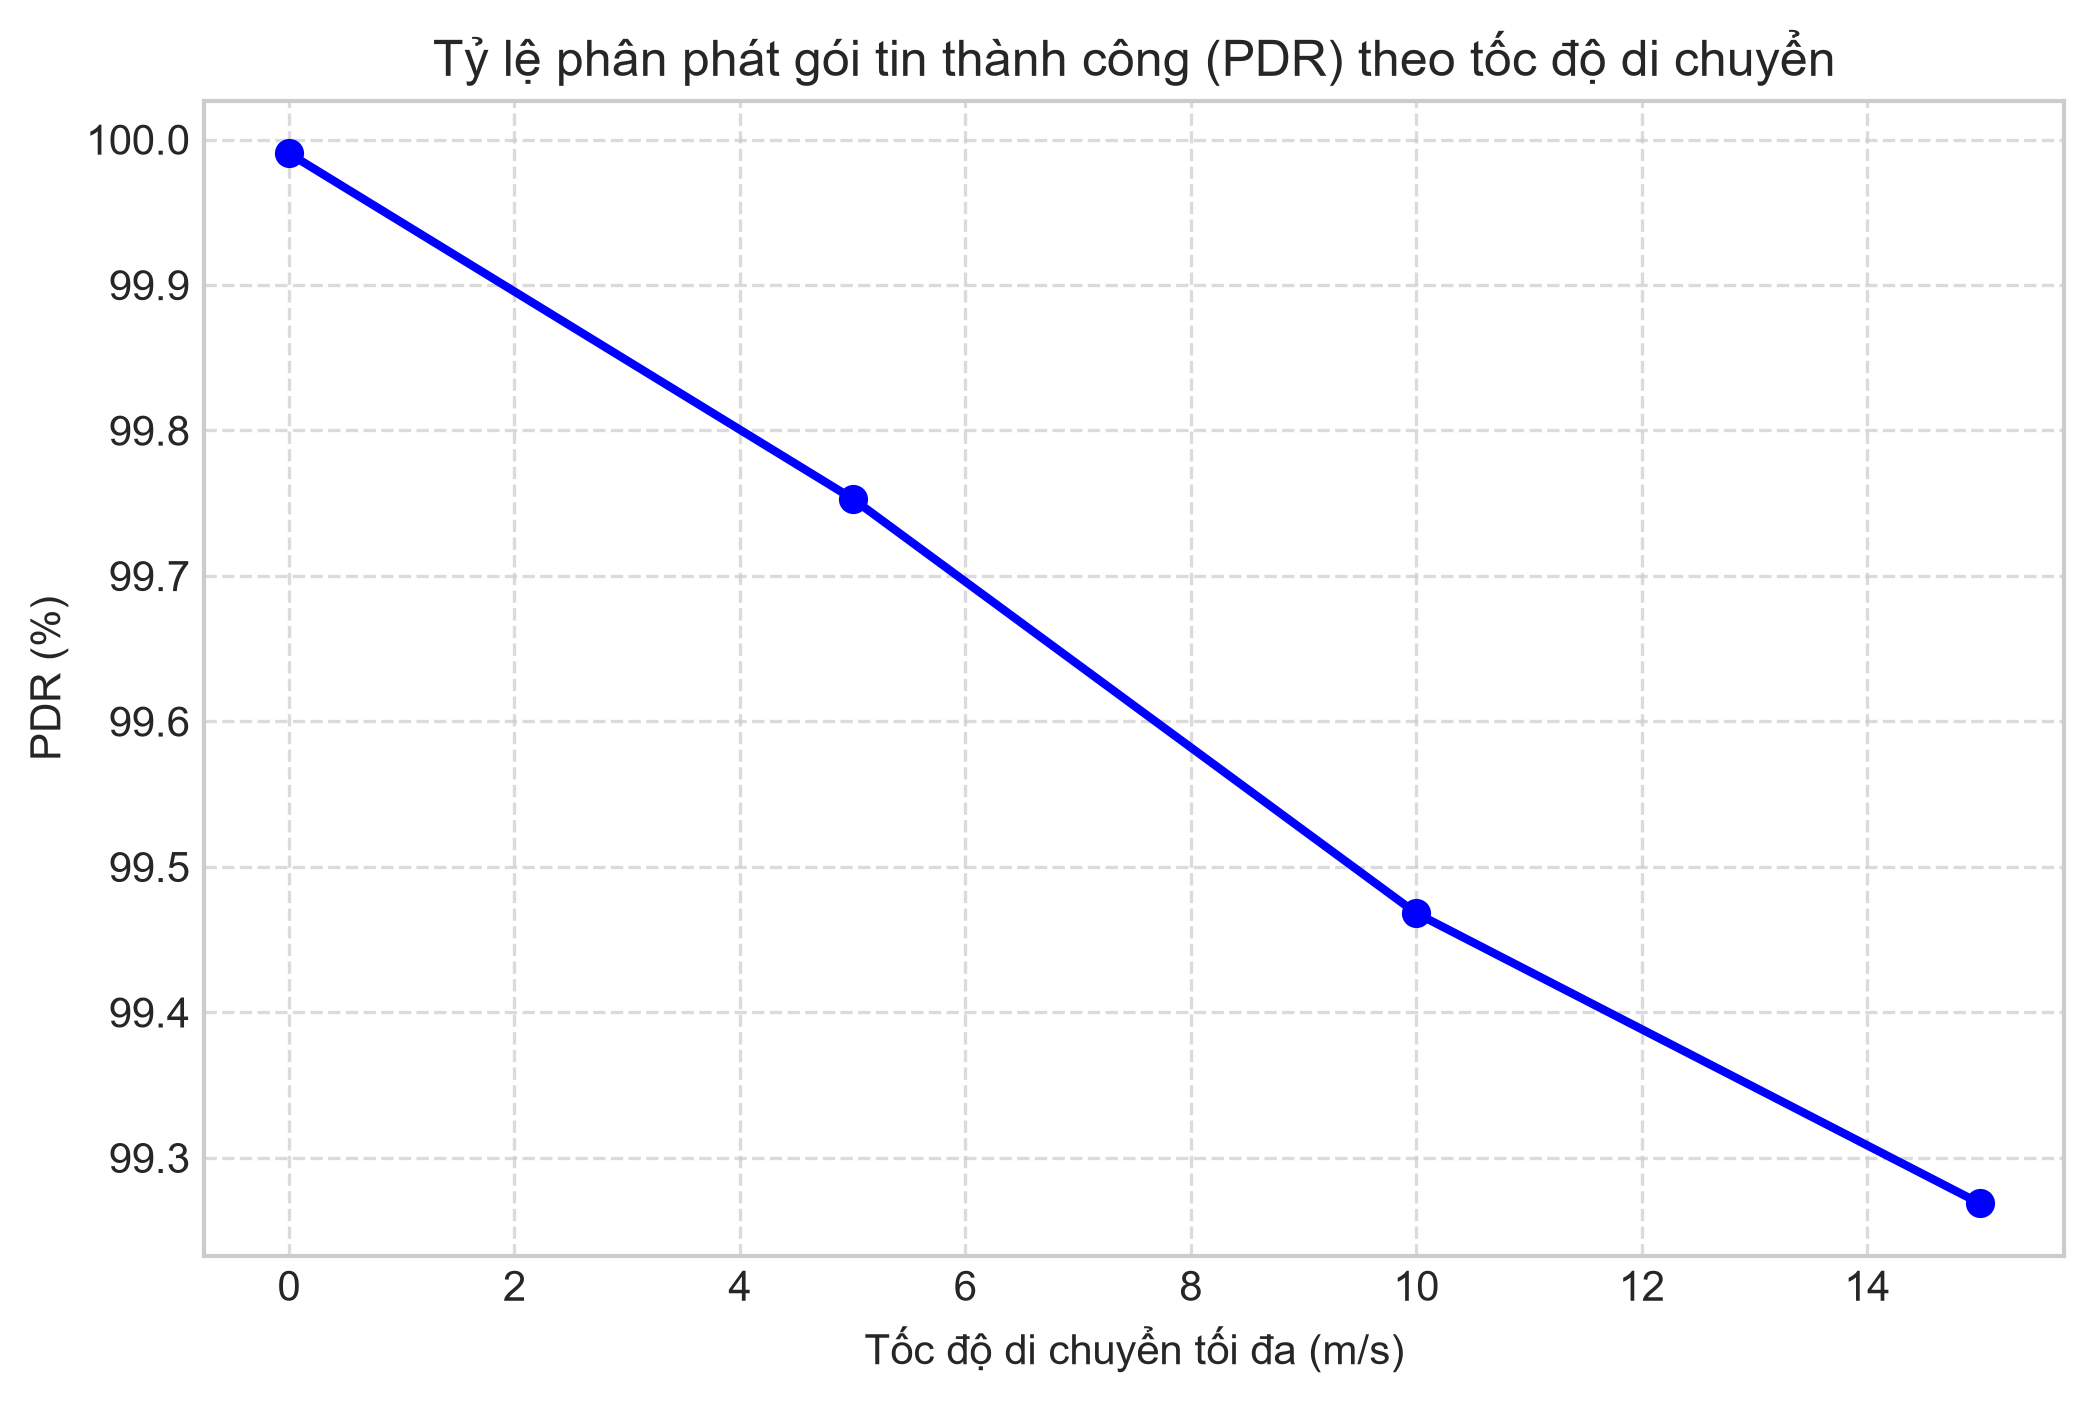 Tỷ lệ phân phát gói tin thành công (PDR) theo tốc độ di chuyển
100.0
99.9
99.8
99.7
99.6
99.5
99.4
99.3
PDR (%)
0 2 4 6 8 10 12 14
Tốc độ di chuyển tối đa (m/s)